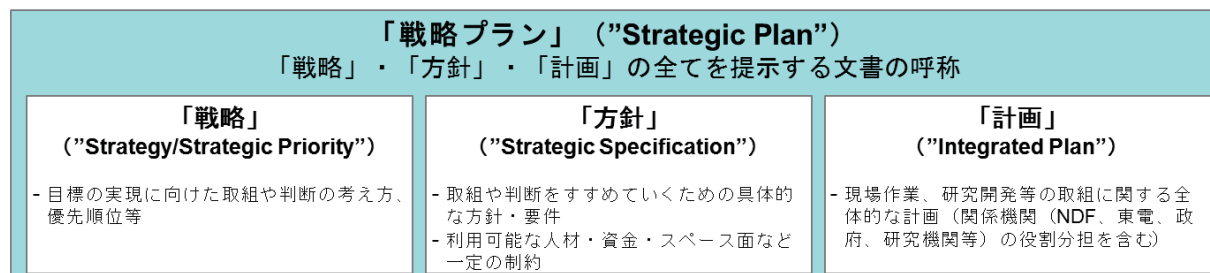 「戦略プラン」（”Strategic Plan”）
「戦略」・「方針」・「計画」の全てを提示する文書の呼称
「戦略」
（”Strategy/Strategic Priority”）
- 目標の実現に向けた取組や判断の考え方、
優先順位等
「方針」
（”Strategic Specification”）
- 取組や判断をすすめていくための具体的
な方針・要件
- 利用可能な人材・資金・スペース面など
一定の制約
「計画」
（”Integrated Plan”）
- 現場作業、研究開発等の取組に関する全
体的な計画（関係機関（NDF、東電、政
府、研究機関等）の役割分担を含む）